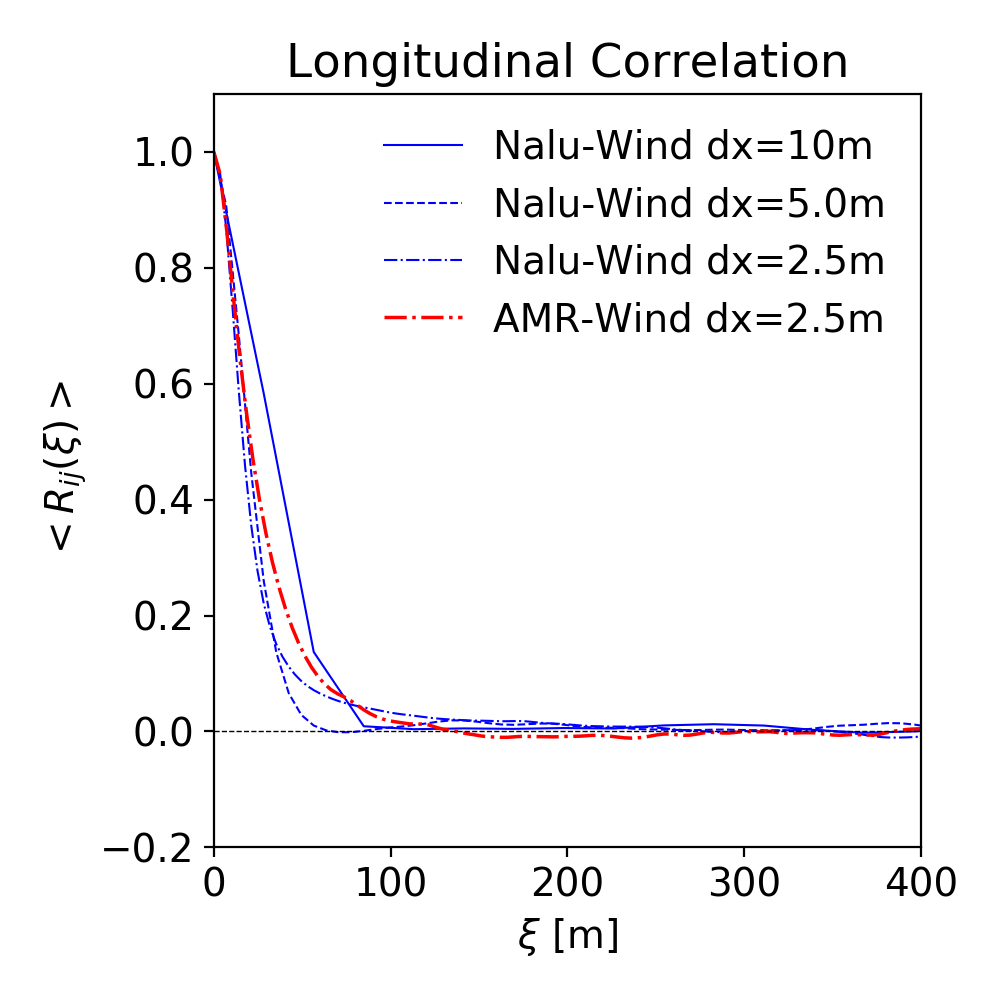 Longitudinal Correlation
Nalu-Wind dx=10m
Nalu-Wind dx=5.0m
Nalu-Wind dx=2.5m
AMR-Wind dx=2.5m
1.0
0.8
0.6
0.4
0.2
0.0
−0.2
< R_{ij}(ξ) >
0 100 200 300 400
ξ [m]